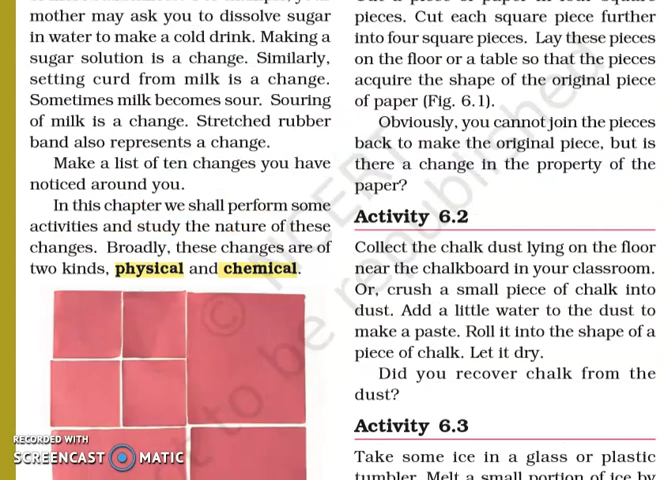 mother may ask you to dissolve sugar
in water to make a cold drink. Making a
sugar solution is a change. Similarly,
setting curd from milk is a change.
Sometimes milk becomes sour. Souring
of milk is a change. Stretched rubber
band also represents a change.
Make a list of ten changes you have
noticed around you.
In this chapter we shall perform some
activities and study the nature of these
changes. Broadly, these changes are of
two kinds, physical and chemical.
RECORDED WITH
SCREENCAST MATIC
pieces. Cut each square piece further
into four square pieces. Lay these pieces
on the floor or a table so that the pieces
acquire the shape of the original piece
of paper (Fig. 6.1).
Obviously, you cannot join the pieces
back to make the original piece, but is
there a change in the property of the
paper?
Activity 6.2
Collect the chalk dust lying on the floor
near the chalkboard in your classroom.
Or, crush a small piece of chalk into
dust. Add a little water to the dust to
make a paste. Roll it into the shape of a
piece of chalk. Let it dry.
Did you recover chalk from the
dust?
Activity 6.3
Take some ice in a glass or plastic
tumbler. Melt a small portion of ice by
© NCERT
not to be republished